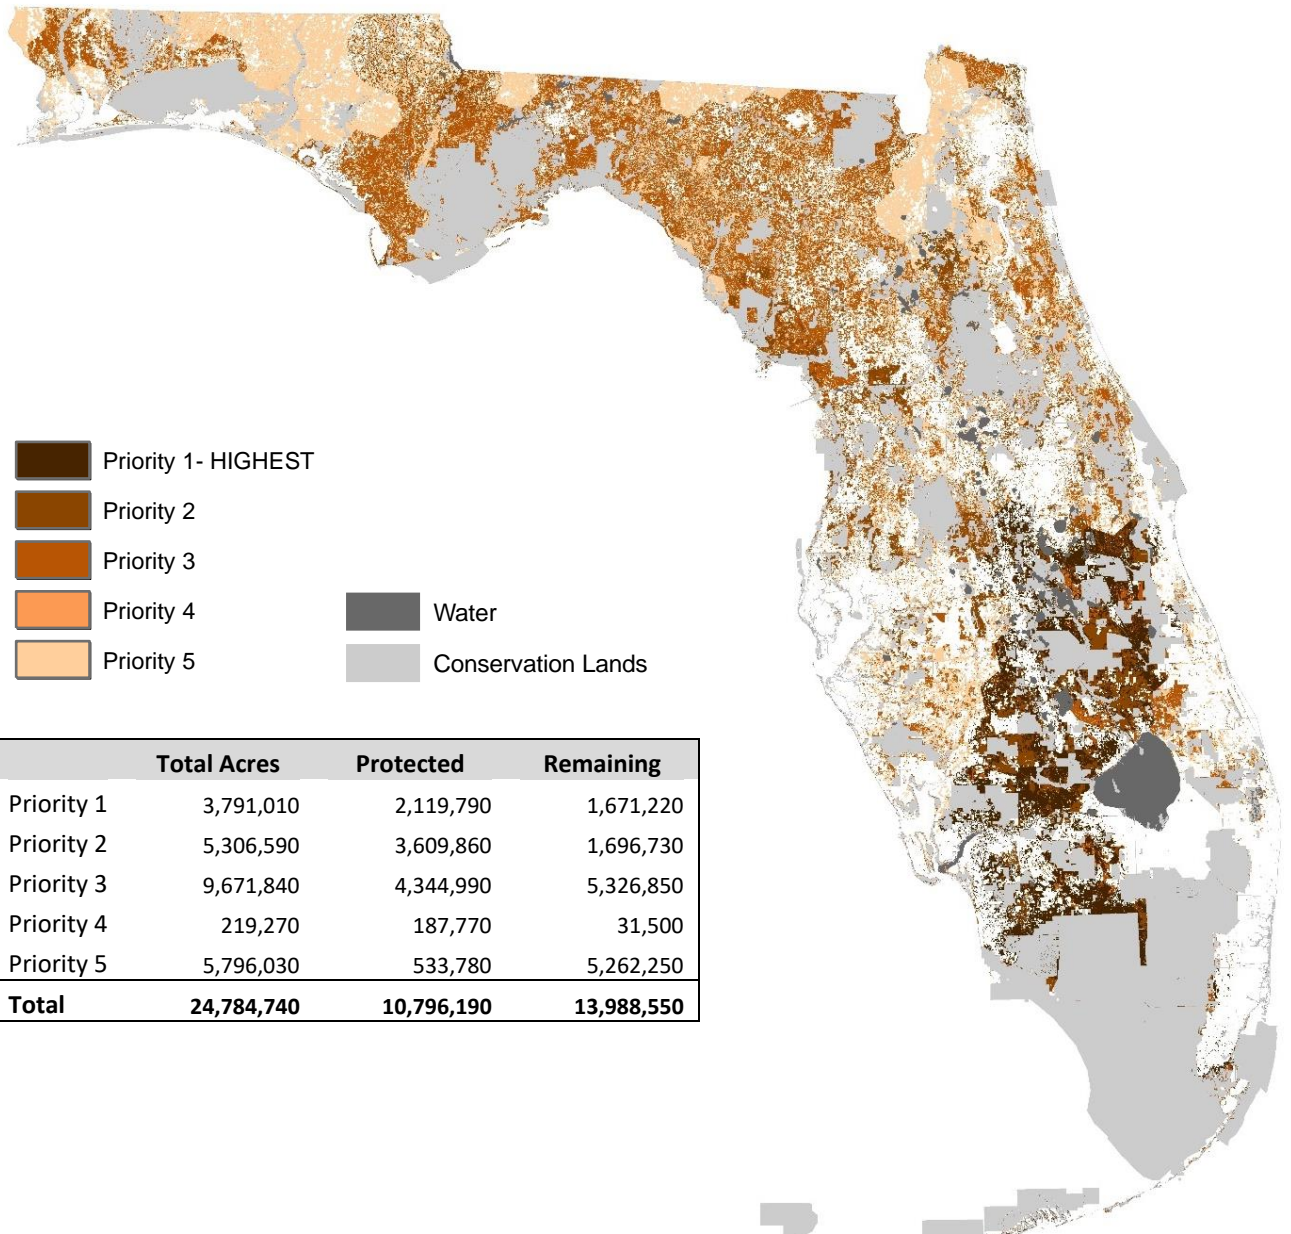 Priority 1- HIGHEST
Priority 2
Priority 3
Priority 4
Priority 5
Water
Conservation Lands
Total Acres Protected Remaining
Priority 1 3,791,010 2,119,790 1,671,220
Priority 2 5,306,590 3,609,860 1,696,730
Priority 3 9,671,840 4,344,990 5,326,850
Priority 4 219,270 187,770 31,500
Priority 5 5,796,030 533,780 5,262,250
Total 24,784,740 10,796,190 13,988,550